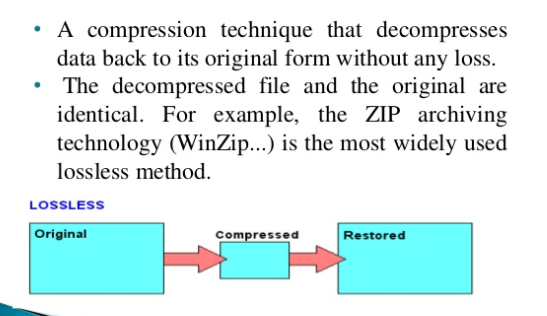 • A compression technique that decompresses
data back to its original form without any loss.
• The decompressed file and the original are
identical. For example, the ZIP archiving
technology (WinZip...) is the most widely used
lossless method.
LOSSLESS
Original
Compressed
Restored